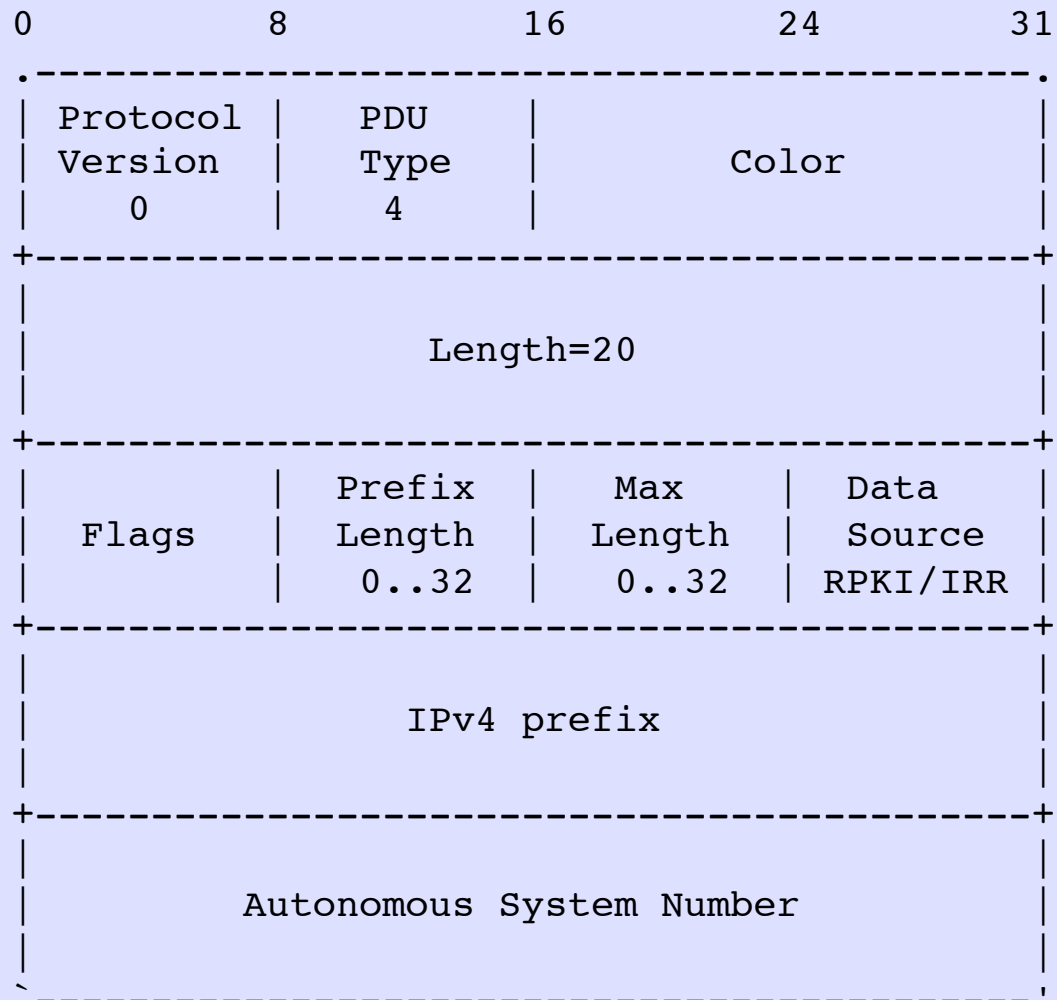 0          8           16          24         31
.-------------------------------------------.
| Protocol |   PDU     |                      |
| Version  |   Type    |        Color         |
|    0     |    4      |                      |
+-------------------------------------------+
|                                             |
|                 Length=20                   |
|                                             |
+-------------------------------------------+
|          |  Prefix   |   Max     |  Data    |
|  Flags   |  Length   |  Length   |  Source  |
|          |   0..32   |   0..32   | RPKI/IRR |
+-------------------------------------------+
|                                             |
|                IPv4 prefix                  |
|                                             |
+-------------------------------------------+
|                                             |
|         Autonomous System Number            |
|                                             |
`-------------------------------------------'